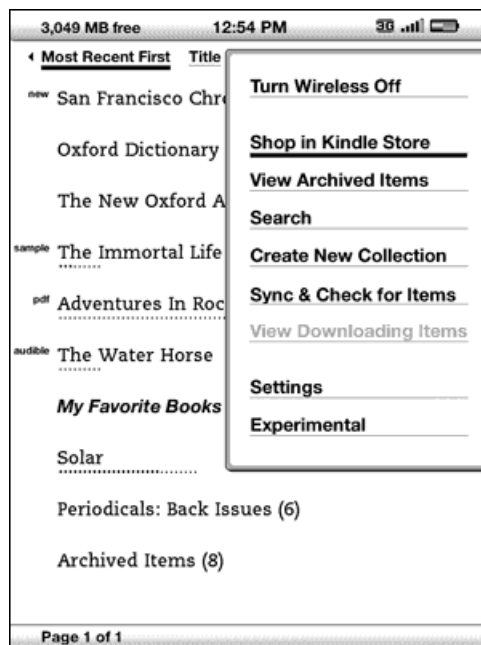 3,049 MB free 12:54 PM 3G
Most Recent First Title
new San Francisco Chr
Oxford Dictionary
The New Oxford A
sample The Immortal Life
pdf Adventures In Roc
audible The Water Horse
My Favorite Books
Solar
Periodicals: Back Issues (6)
Archived Items (8)
Turn Wireless Off
Shop in Kindle Store
View Archived Items
Search
Create New Collection
Sync & Check for Items
View Downloading Items
Settings
Experimental
Page 1 of 1